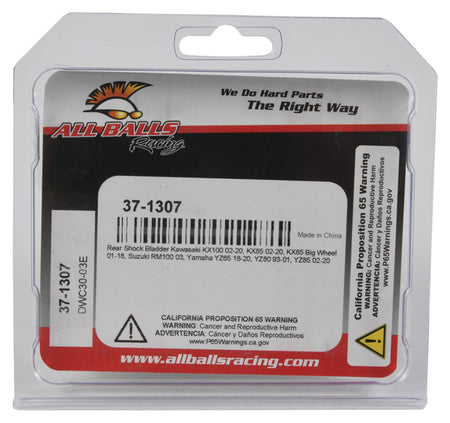 We Do Hard Parts
The Right Way
ALL BALLS
Racing
37-1307
Made in China
Rear Shock Bladder Kawasaki KX100 02-20, KX85 02-20, KX85 Big Wheel
01-18, Suzuki RM100 03, Yamaha YZ85 18-20, YZ80 93-01, YZ85 02-20
CALIFORNIA PROPOSITION 65 WARNING
WARNING: Cancer and Reproductive Harm
ADVERTENCIA: Cáncer y Daños Reproductivos
www.P65Warnings.ca.gov
www.allballsracing.com
37-1307
DWC30-03E
California Proposition 65 Warning
WARNING: Cancer and Reproductive Harm
ADVERTENCIA: Cáncer y Daños Reproductivos
www.P65Warnings.ca.gov